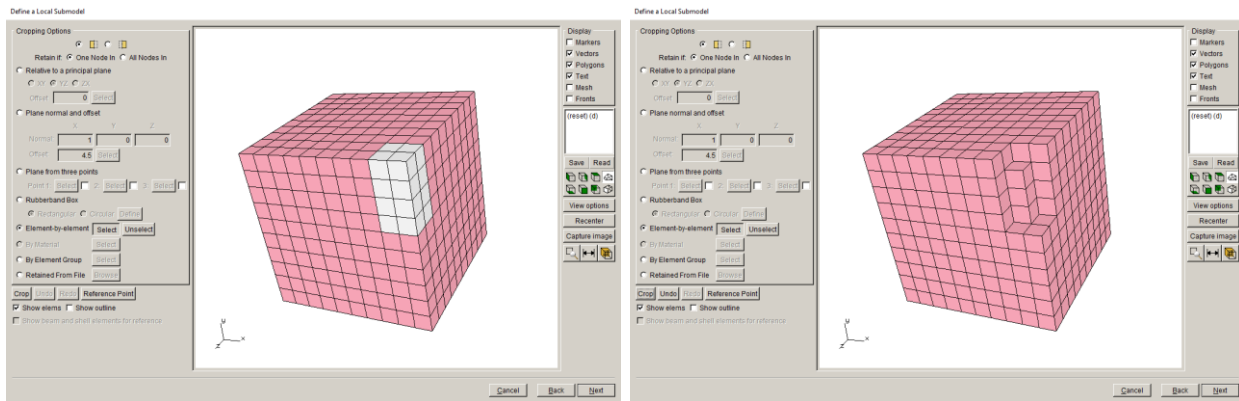 Define a Local Submodel
Cropping Options
Retain if: One Node In All Nodes In
Relative to a principal plane
XY YZ ZX
Offset 0 Select
Plane normal and offset
X Y Z
Normal 1 0 0
Offset 4.5 Select
Plane from three points
Point 1: Select 2: Select 3: Select
Rubberband Box
Rectangular Circular Define
Element-by-element Select Unselect
By Material Select
By Element Group Select
Retained From File Browse
Crop Undo Redo Reference Point
Show elems Show outline
Show beam and shell elements for reference
y
z x
Display
Markers
Vectors
Polygons
Text
Mesh
Fronts
(reset) (d)
Save Read
View options
Recenter
Capture image
Cancel Back Next
Define a Local Submodel
Cropping Options
Retain if: One Node In All Nodes In
Relative to a principal plane
XY YZ ZX
Offset 0 Select
Plane normal and offset
X Y Z
Normal 1 0 0
Offset 4.5 Select
Plane from three points
Point 1: Select 2: Select 3: Select
Rubberband Box
Rectangular Circular Define
Element-by-element Select Unselect
By Material Select
By Element Group Select
Retained From File Browse
Crop Undo Redo Reference Point
Show elems Show outline
Show beam and shell elements for reference
y
z x
Display
Markers
Vectors
Polygons
Text
Mesh
Fronts
(reset) (d)
Save Read
View options
Recenter
Capture image
Cancel Back Next